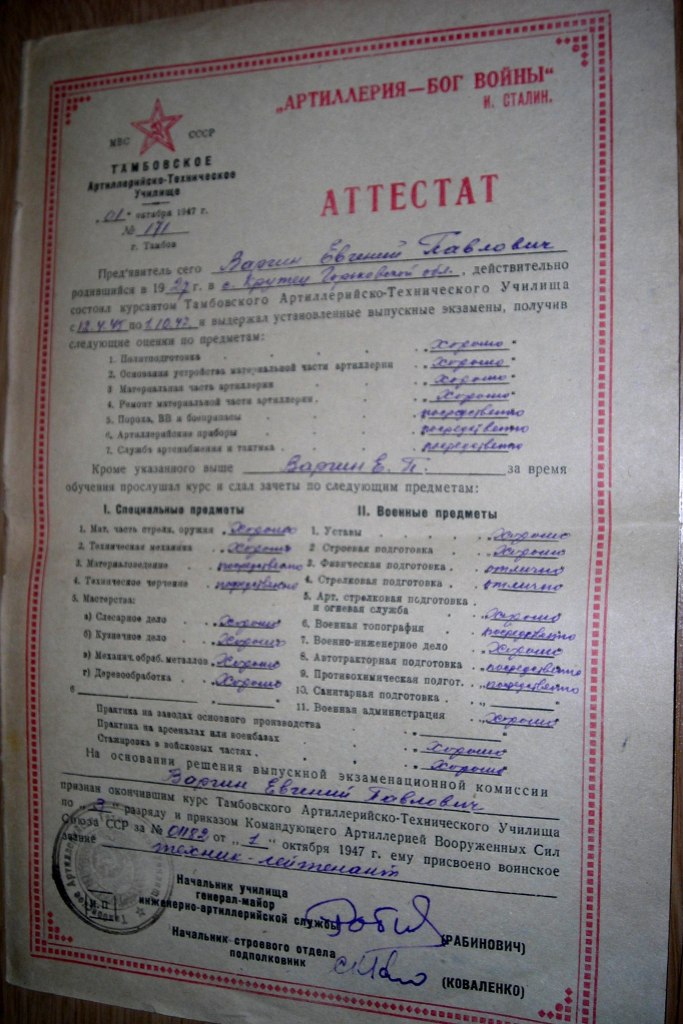 „АРТИЛЛЕРИЯ—БОГ ВОЙНЫ“
И. СТАЛИН.
МВС СССР
ТАМБОВСКОЕ
Артиллерийско-Техническое
Училище
„01“ октября 1947 г.
№ 171
г. Тамбов
АТТЕСТАТ
Пред'явитель сего Варгин Евгений Павлович
родившийся в 1927 г. в с. Крутец Горьковской обл., действительно
состоял курсантом Тамбовского Артиллерийско-Технического Училища
с 12.4.45 по 1.10.47. и выдержал установленные выпускные экзамены, получив
следующие оценки по предметам:
1. Политподготовка „хорошо“
2. Основания устройства материальной части артиллерии „хорошо“
3 Материальная часть артиллерии „хорошо“
4. Ремонт материальной части артиллерии. „хорошо“
5. Пороха, ВВ и боеприпасы посредственно
6. Артиллерийские приборы посредственно
7. Служба артснабжения и тактика посредственно
Кроме указанного выше Варгин Е. П. за время
обучения прослушал курс и сдал зачеты по следующим предметам:
I. Специальные предметы
1. Мат. часть стрелк. оружия „хорошо
2. Техническая механика „хорошо
3. Материаловедение посредственно
4. Техническое черчение посредственно
5. Мастерства:
а) Слесарное дело „хорошо“
б) Кузнечное дело „хорошо
в) Механич. обраб. металлов „хорошо
г) Деревообработка „хорошо
6
II. Военные предметы
1. Уставы „хорошо
2 Строевая подготовка „хорошо
3. Физическая подготовка отлично
4. Стрелковая подготовка отлично
5. Арт. стрелковая подготовка
и огневая служба „хорошо
6. Военная топография посредственно
7. Военно-инженерное дело „хорошо
8. Автотракторная подготовка посредственно
9. Противохимическая подгот. посредственно
10. Санитарная подготовка
11. Военная администрация „хорошо
Практика на заводах основного производства
Практика на арсеналах или военбазах „хорошо“
Стажировка в войсковых частях „хорошо“
На основании решения выпускной экзаменационной комиссии
Варгин Евгений Павлович
признан окончившим курс Тамбовского Артиллерийско-Технического Училища
по „3“ разряду и приказом Командующего Артиллерией Вооруженных Сил
Союза ССР за № 01182 от „1“ октября 1947 г. ему присвоено воинское
звание техник-лейтенант
М.П.
Начальник училища
генерал-майор
инженерно-артиллерийской службы
(РАБИНОВИЧ)
Начальник строевого отдела
подполковник
(КОВАЛЕНКО)